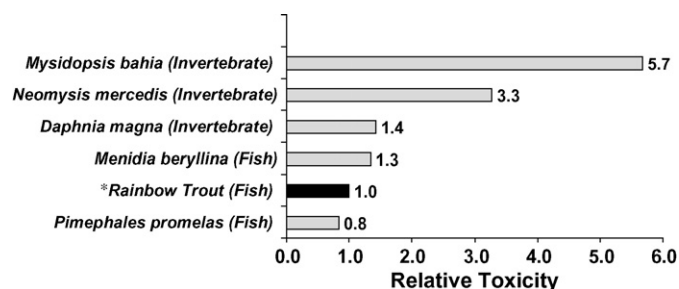 Mysidopsis bahia (Invertebrate) 5.7
Neomysis mercedis (Invertebrate) 3.3
Daphnia magna (Invertebrate) 1.4
Menidia beryllina (Fish) 1.3
*Rainbow Trout (Fish) 1.0
Pimephales promelas (Fish) 0.8
0.0 1.0 2.0 3.0 4.0 5.0 6.0
Relative Toxicity